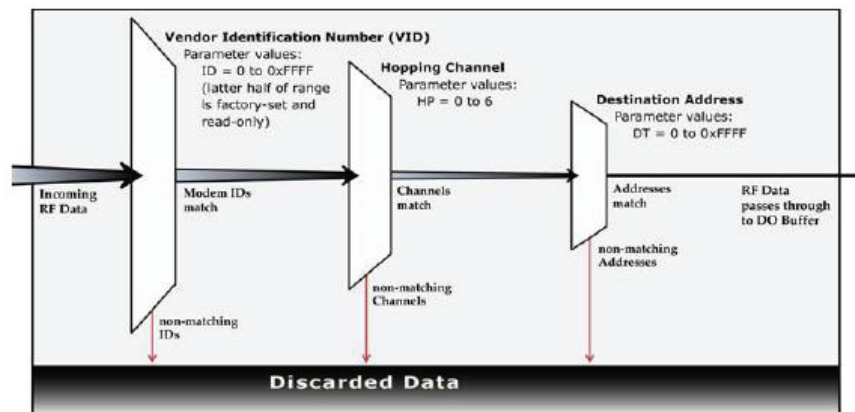 Vendor Identification Number (VID)
Parameter values:
ID = 0 to 0xFFFF
(latter half of range
is factory-set and
read-only)
Hopping Channel
Parameter values:
HP = 0 to 6
Destination Address
Parameter values:
DT = 0 to 0xFFFF
Incoming
RF Data
Modem IDs
match
Channels
match
Addresses
match
RF Data
passes through
to DO Buffer
non-matching
IDs
non-matching
Channels
non-matching
Addresses
Discarded Data